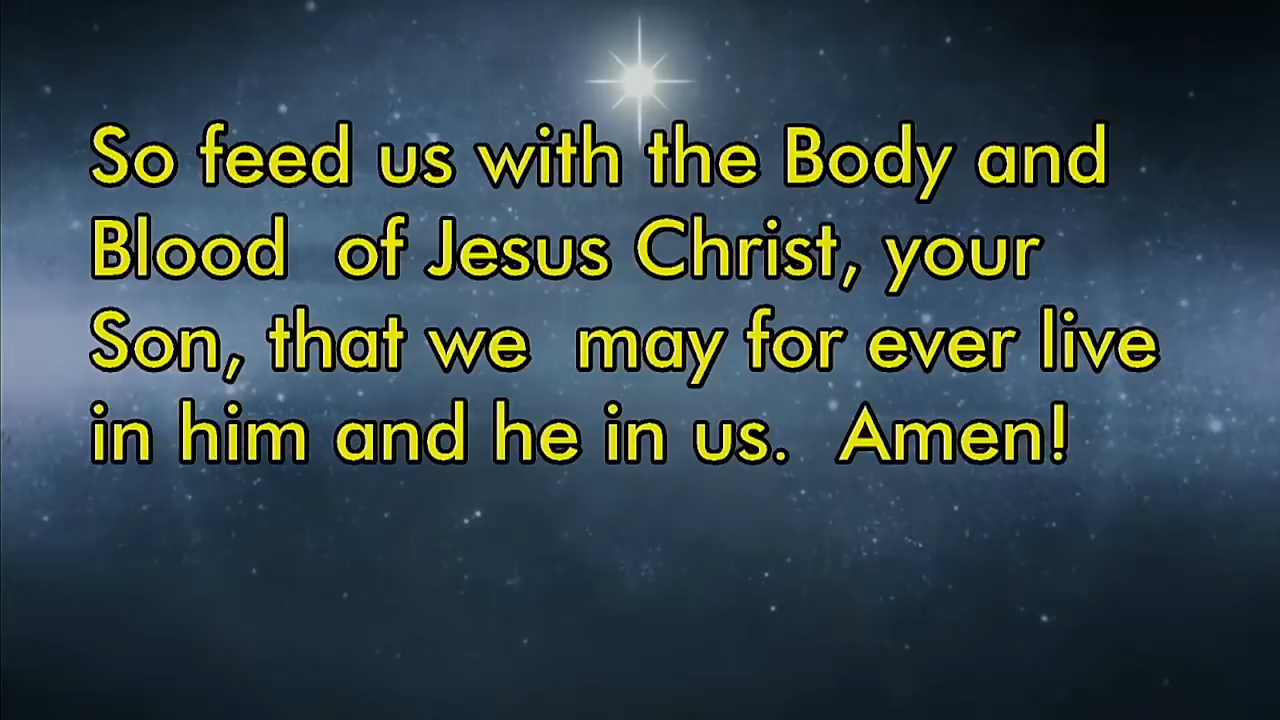 So feed us with the Body and
Blood  of Jesus Christ, your
Son, that we  may for ever live
in him and he in us.  Amen!